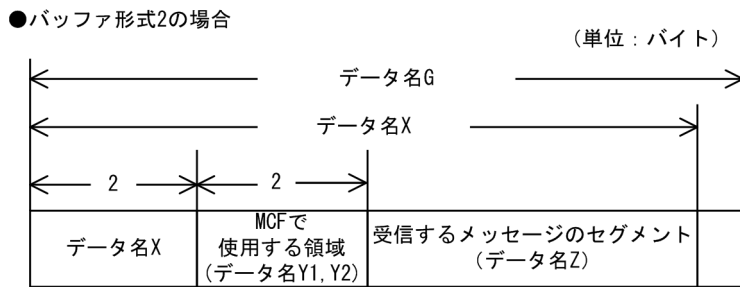 ●バッファ形式2の場合
(単位：バイト)
データ名G
データ名X
2
2
データ名X
MCFで
使用する領域
(データ名Y1,Y2)
受信するメッセージのセグメント
(データ名Z)